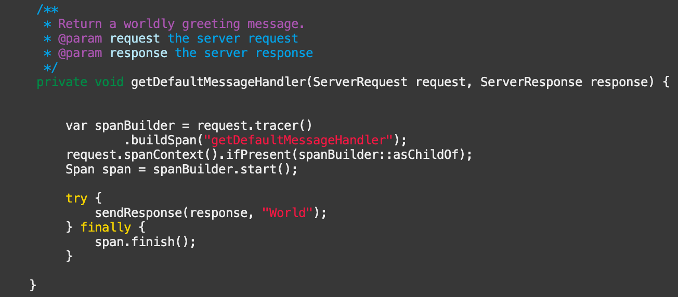 /**
 * Return a worldly greeting message.
 * @param request the server request
 * @param response the server response
 */
private void getDefaultMessageHandler(ServerRequest request, ServerResponse response) {
    var spanBuilder = request.tracer()
            .buildSpan("getDefaultMessageHandler");
    request.spanContext().ifPresent(spanBuilder::asChildOf);
    Span span = spanBuilder.start();
    try {
        sendResponse(response, "World");
    } finally {
        span.finish();
    }
}